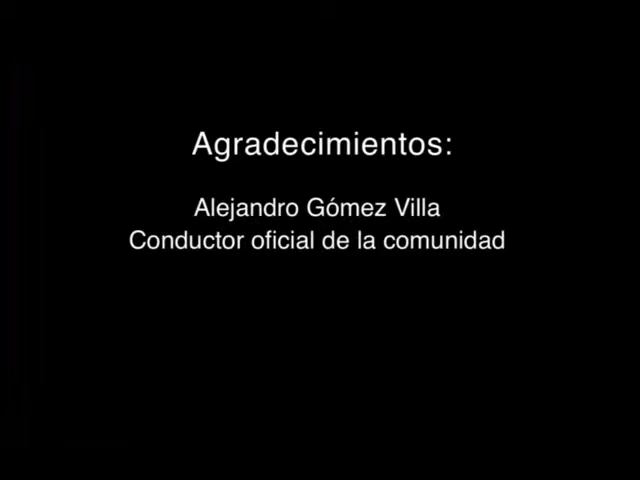 Agradecimientos:
Alejandro Gómez Villa
Conductor oficial de la comunidad